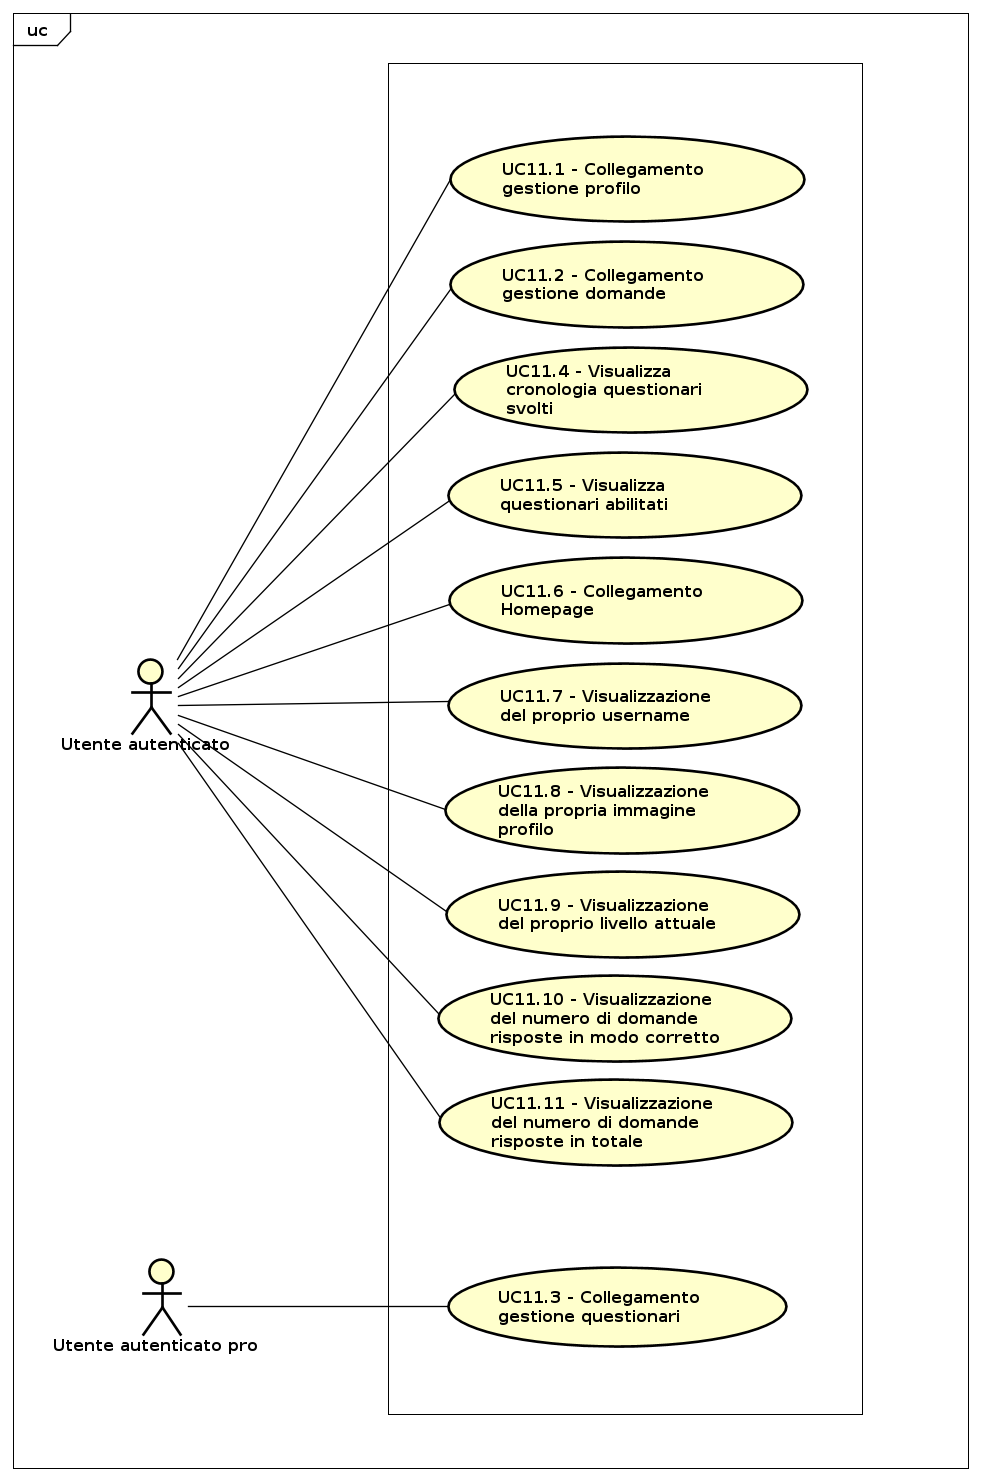 uc
UC11.1 - Collegamento
gestione profilo
UC11.2 - Collegamento
gestione domande
UC11.4 - Visualizza
cronologia questionari
svolti
UC11.5 - Visualizza
questionari abilitati
UC11.6 - Collegamento
Homepage
UC11.7 - Visualizzazione
del proprio username
Utente autenticato
UC11.8 - Visualizzazione
della propria immagine
profilo
UC11.9 - Visualizzazione
del proprio livello attuale
UC11.10 - Visualizzazione
del numero di domande
risposte in modo corretto
UC11.11 - Visualizzazione
del numero di domande
risposte in totale
UC11.3 - Collegamento
gestione questionari
Utente autenticato pro